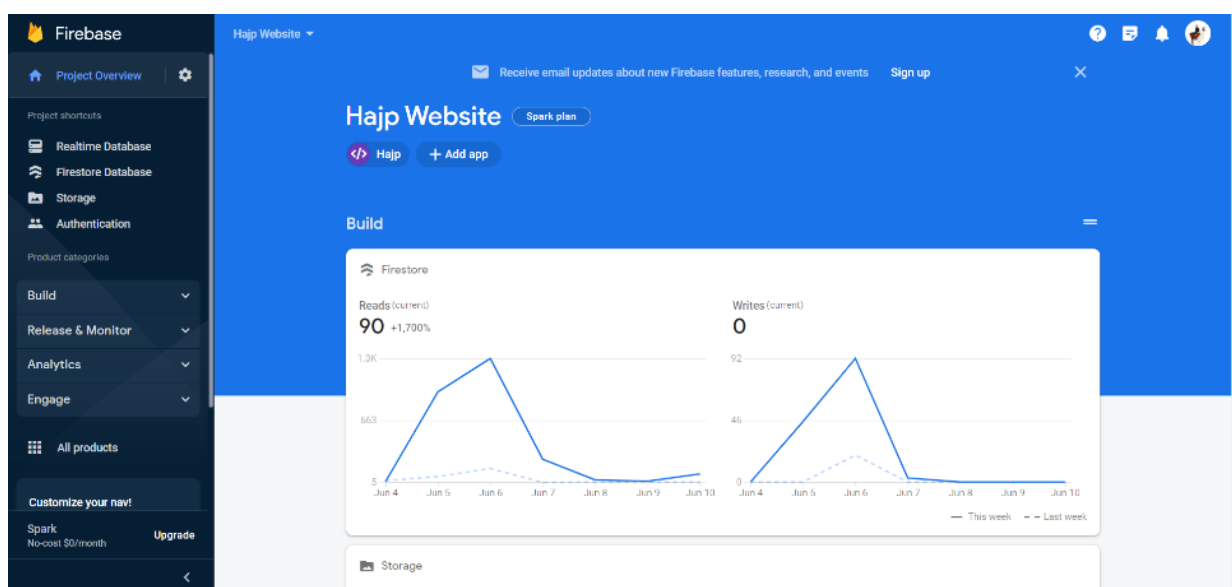 Firebase
Project Overview
Project shortcuts
Realtime Database
Firestore Database
Storage
Authentication
Product categories
Build
Release & Monitor
Analytics
Engage
All products
Customize your nav!
Spark
No-cost $0/month
Upgrade
Hajp Website
Receive email updates about new Firebase features, research, and events Sign up
Hajp Website Spark plan
</> Hajp + Add app
Build
Firestore
Reads (current)
90 +1,700%
1.3K
663
5
Jun 4 Jun 5 Jun 6 Jun 7 Jun 8 Jun 9 Jun 10
Writes (current)
0
92
46
0
Jun 4 Jun 5 Jun 6 Jun 7 Jun 8 Jun 9 Jun 10
This week Last week
Storage